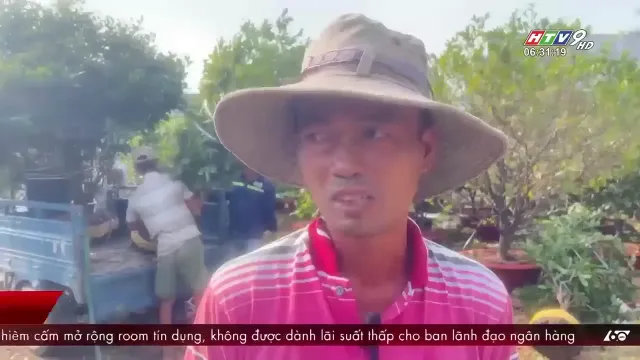 HTV9 HD
06:31:19
hiêm cấm mở rộng room tín dụng, không được dành lãi suất thấp cho ban lãnh đạo ngân hàng